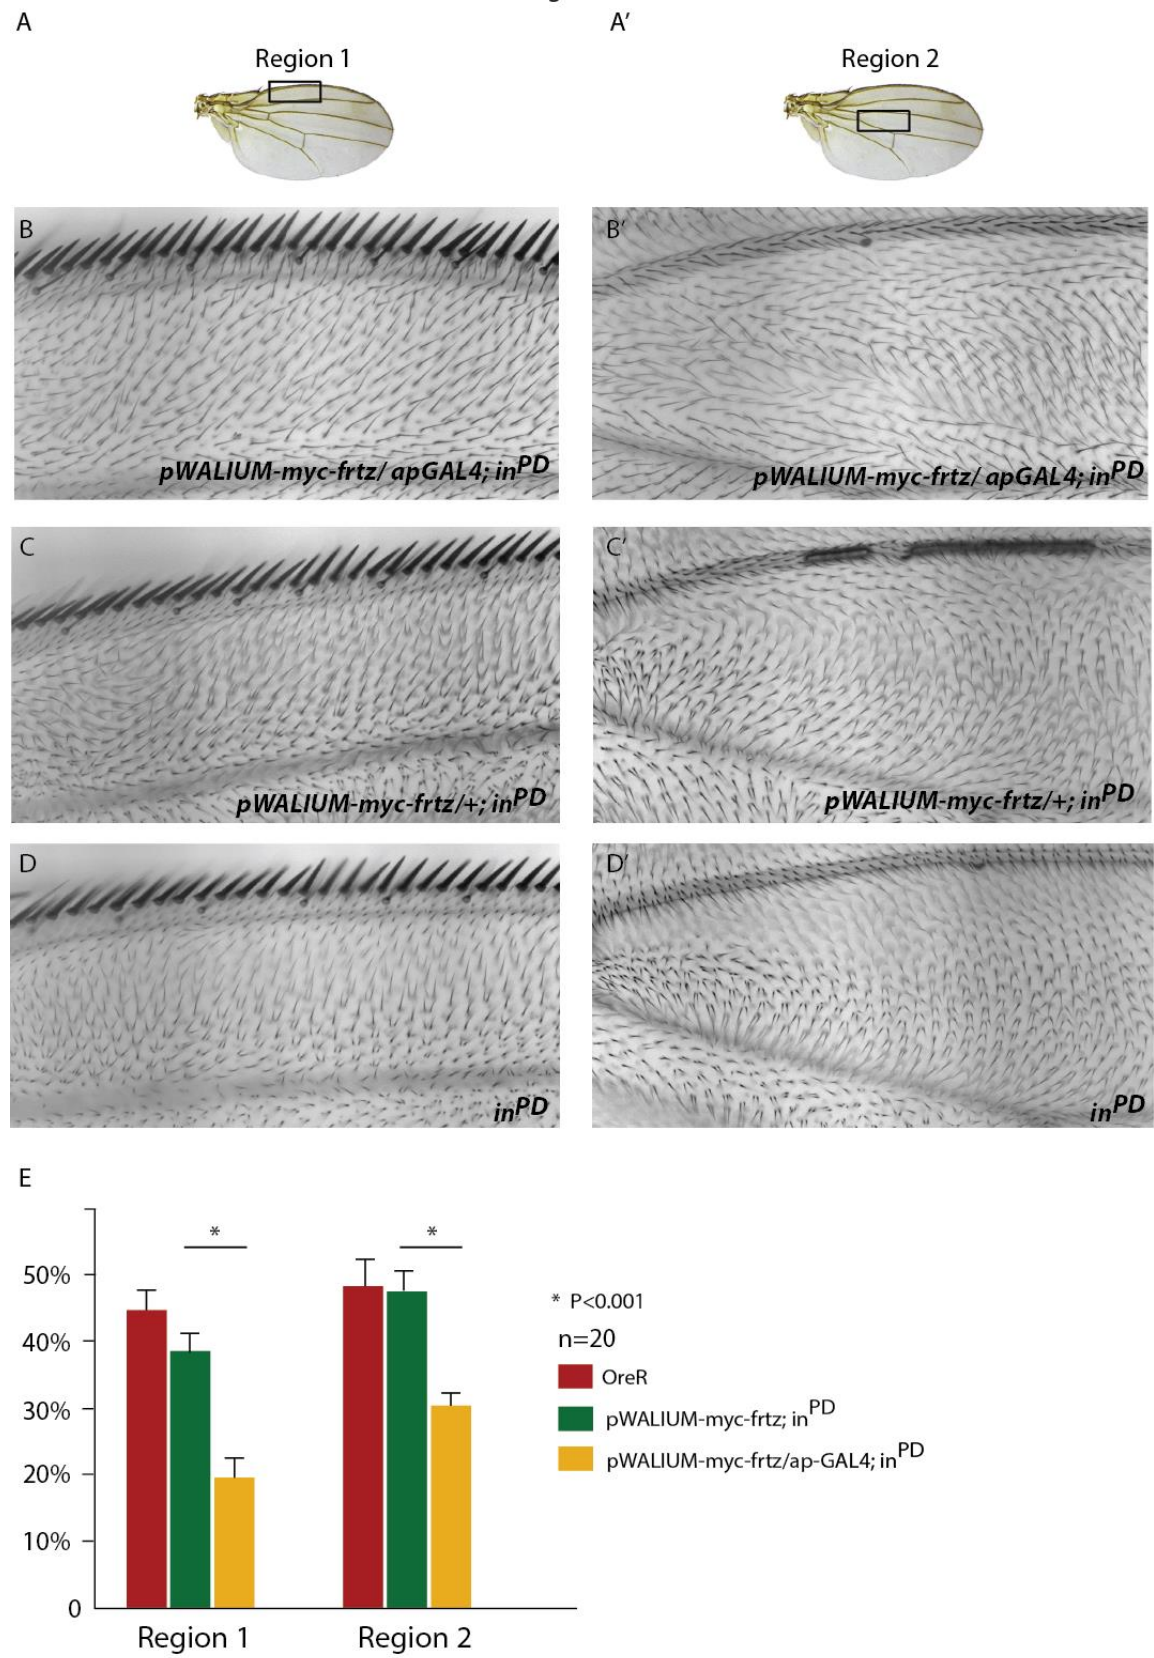 A
A′
Region 1
Region 2
B
B′
pWALIUM-myc-frtz/ apGAL4; inPD
pWALIUM-myc-frtz/ apGAL4; inPD
C
C′
pWALIUM-myc-frtz/+; inPD
pWALIUM-myc-frtz/+; inPD
D
D′
inPD
inPD
E
*
*
50%
40%
30%
20%
10%
0
Region 1
Region 2
* P<0.001
n=20
OreR
pWALIUM-myc-frtz; inPD
pWALIUM-myc-frtz/ap-GAL4; inPD